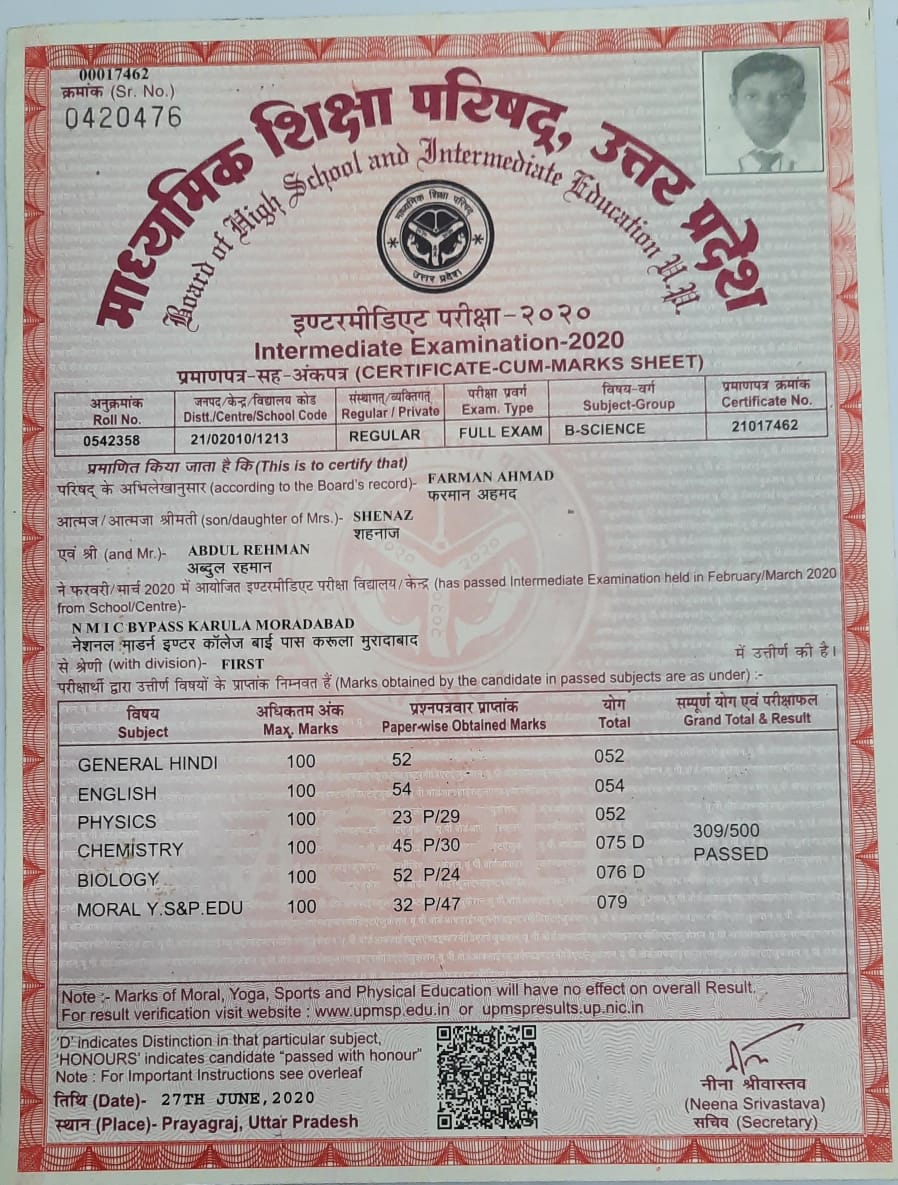 00017462
क्रमांक (Sr. No.)
0420476
माध्यमिक शिक्षा परिषद्, उत्तर प्रदेश
Board of High School and Intermediate Education U.P.
माध्यमिक शिक्षा परिषद्
उत्तर प्रदेश
इण्टरमीडिएट परीक्षा-२०२०
Intermediate Examination-2020
प्रमाणपत्र-सह-अंकपत्र (CERTIFICATE-CUM-MARKS SHEET)
अनुक्रमांक जनपद/केन्द्र/विद्यालय कोड संस्थागत्/व्यक्तिगत् परीक्षा प्रवर्ग विषय-वर्ग प्रमाणपत्र क्रमांक
Roll No. Distt./Centre/School Code Regular / Private Exam. Type Subject-Group Certificate No.
0542358 21/02010/1213 REGULAR FULL EXAM B-SCIENCE 21017462
प्रमाणित किया जाता है कि (This is to certify that)
परिषद् के अभिलेखानुसार (according to the Board's record)- FARMAN AHMAD
फरमान अहमद
आत्मज/आत्मजा श्रीमती (son/daughter of Mrs.)- SHENAZ
शहनाज
एवं श्री (and Mr.)- ABDUL REHMAN
अब्दुल रहमान
ने फरवरी/मार्च 2020 में आयोजित इण्टरमीडिएट परीक्षा विद्यालय/केन्द्र (has passed Intermediate Examination held in February/March 2020
from School/Centre)-
N M I C BYPASS KARULA MORADABAD
नेशनल मार्डन इण्टर कॉलेज बाई पास करूला मुरादाबाद
में उत्तीर्ण की है।
से श्रेणी (with division)- FIRST
परीक्षार्थी द्वारा उत्तीर्ण विषयों के प्राप्तांक निम्नवत हैं (Marks obtained by the candidate in passed subjects are as under) :-
विषय अधिकतम अंक प्रश्नपत्रवार प्राप्तांक योग सम्पूर्ण योग एवं परीक्षाफल
Subject Max. Marks Paper-wise Obtained Marks Total Grand Total & Result
GENERAL HINDI 100 52 052
ENGLISH 100 54 054
PHYSICS 100 23 P/29 052
309/500
CHEMISTRY 100 45 P/30 075 D
PASSED
BIOLOGY 100 52 P/24 076 D
MORAL Y.S&P.EDU 100 32 P/47 079
Note :- Marks of Moral, Yoga, Sports and Physical Education will have no effect on overall Result.
For result verification visit website : www.upmsp.edu.in or upmspresults.up.nic.in
'D' indicates Distinction in that particular subject,
'HONOURS' indicates candidate "passed with honour"
Note : For Important Instructions see overleaf
तिथि (Date)- 27TH JUNE, 2020
स्थान (Place)- Prayagraj, Uttar Pradesh
नीना श्रीवास्तव
(Neena Srivastava)
सचिव (Secretary)